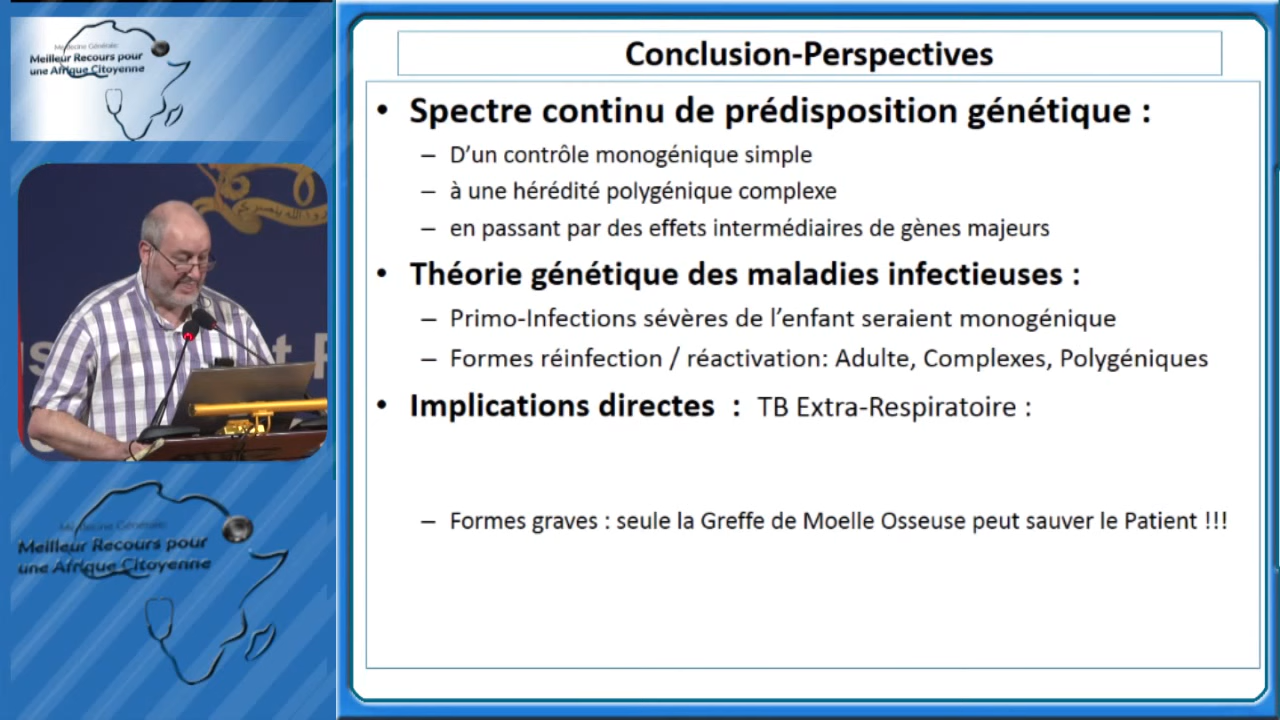 Médecine Générale:
Meilleur Recours pour
une Afrique Citoyenne
Médecine Générale:
Meilleur Recours pour
une Afrique Citoyenne
Conclusion-Perspectives
• Spectre continu de prédisposition génétique :
– D’un contrôle monogénique simple
– à une hérédité polygénique complexe
– en passant par des effets intermédiaires de gènes majeurs
• Théorie génétique des maladies infectieuses :
– Primo-Infections sévères de l’enfant seraient monogénique
– Formes réinfection / réactivation: Adulte, Complexes, Polygéniques
• Implications directes : TB Extra-Respiratoire :
– Formes graves : seule la Greffe de Moelle Osseuse peut sauver le Patient !!!